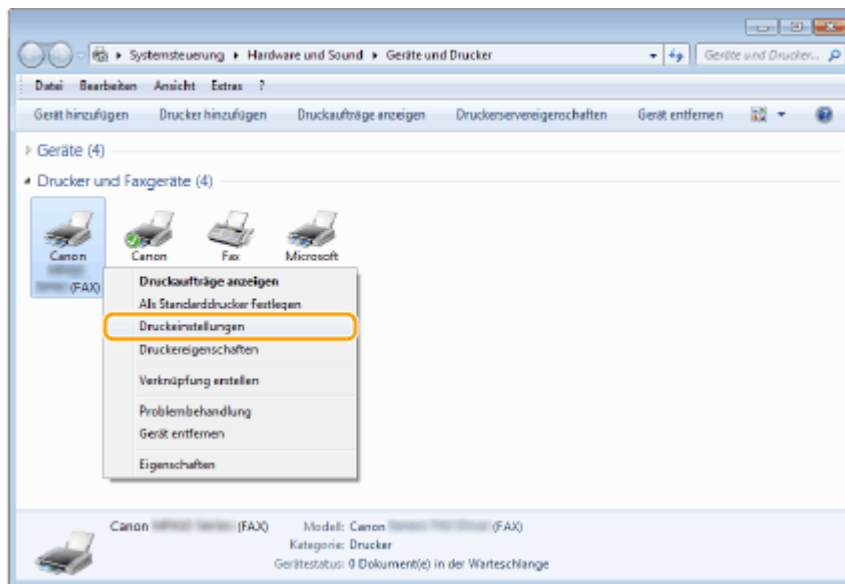 Systemsteuerung ▸ Hardware und Sound ▸ Geräte und Drucker
Geräte und Drucker...
Datei Bearbeiten Ansicht Extras ?
Gerät hinzufügen Drucker hinzufügen Druckaufträge anzeigen Druckerservereigenschaften Gerät entfernen
Geräte (4)
Drucker und Faxgeräte (4)
Canon Canon Fax Microsoft
(FAX)
Druckaufträge anzeigen
Als Standarddrucker festlegen
Druckeinstellungen
Druckereigenschaften
Verknüpfung erstellen
Problembehandlung
Gerät entfernen
Eigenschaften
Canon (FAX) Modell: Canon (FAX)
Kategorie: Drucker
Gerätestatus: 0 Dokument(e) in der Warteschlange